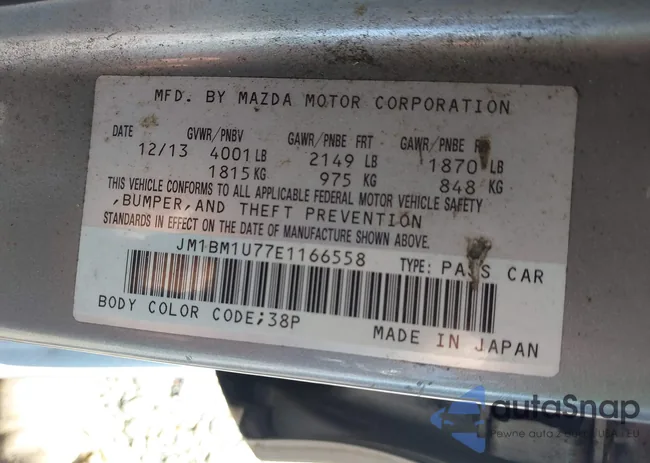 MFD. BY MAZDA MOTOR CORPORATION
DATE GVWR/PNBV GAWR/PNBE FRT GAWR/PNBE
12/13 4001 LB 2149 LB 1870 LB
1815 KG 975 KG 848 KG
THIS VEHICLE CONFORMS TO ALL APPLICABLE FEDERAL MOTOR VEHICLE SAFETY
,BUMPER,AND THEFT PREVENTION
STANDARDS IN EFFECT ON THE DATE OF MANUFACTURE SHOWN ABOVE.
JM1BM1U77E1166558 TYPE: PASS CAR
BODY COLOR CODE;38P MADE IN JAPAN
autoSnap
Pewne auta z